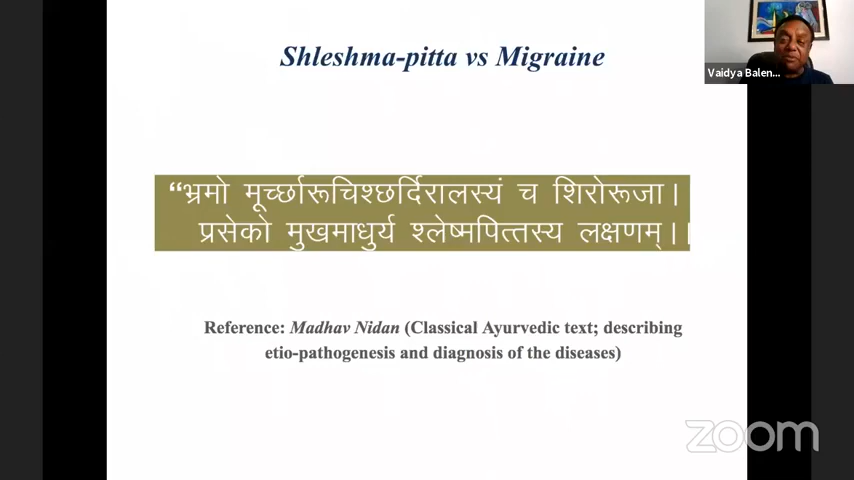 Shleshma-pitta vs Migraine
Vaidya Balen...
“भ्रमो मूर्च्छारूचिश्छर्दिरालस्यं च शिरोरूजा।
प्रसेको मुखमाधुर्य श्लेष्मपित्तस्य लक्षणम्।।
Reference: Madhav Nidan (Classical Ayurvedic text; describing
etio-pathogenesis and diagnosis of the diseases)
zoom